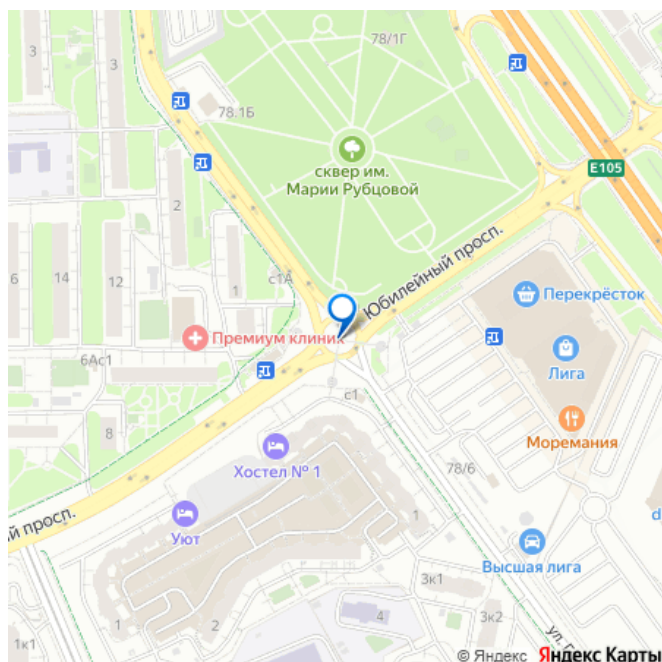 3
3
78/1Г
78.1Б
сквер им.
Марии Рубцовой
E105
2
Юбилейный просп.
6
14
12
1
с1А
Перекрёсток
Премиум клиник
6Ас1
Лига
с1
8
Моремания
Хостел № 1
78/6
ый просп.
Уют
1
d
Высшая лига
3к1
1
2
4
3к2
1к1
ул.
© Яндекс Яндекс Карты